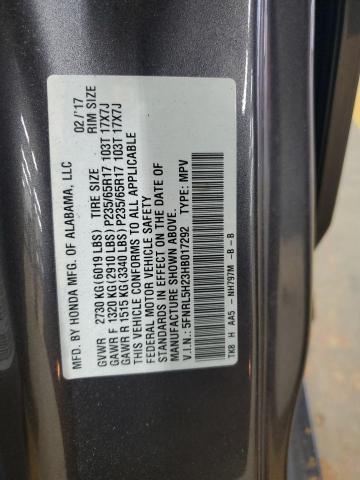 MFD. BY HONDA MFG. OF ALABAMA, LLC 02 / '17
GVWR 2730 KG(6019 LBS) TIRE SIZE RIM SIZE
GAWR F 1320 KG(2910 LBS) P235/65R17 103T 17X7J
GAWR R 1515 KG(3340 LBS) P235/65R17 103T 17X7J
THIS VEHICLE CONFORMS TO ALL APPLICABLE
FEDERAL MOTOR VEHICLE SAFETY
STANDARDS IN EFFECT ON THE DATE OF
MANUFACTURE SHOWN ABOVE.
V.I.N.: 5FNRL5H23HB017292 TYPE: MPV
TK8 H AA5 - NH797M -B -B